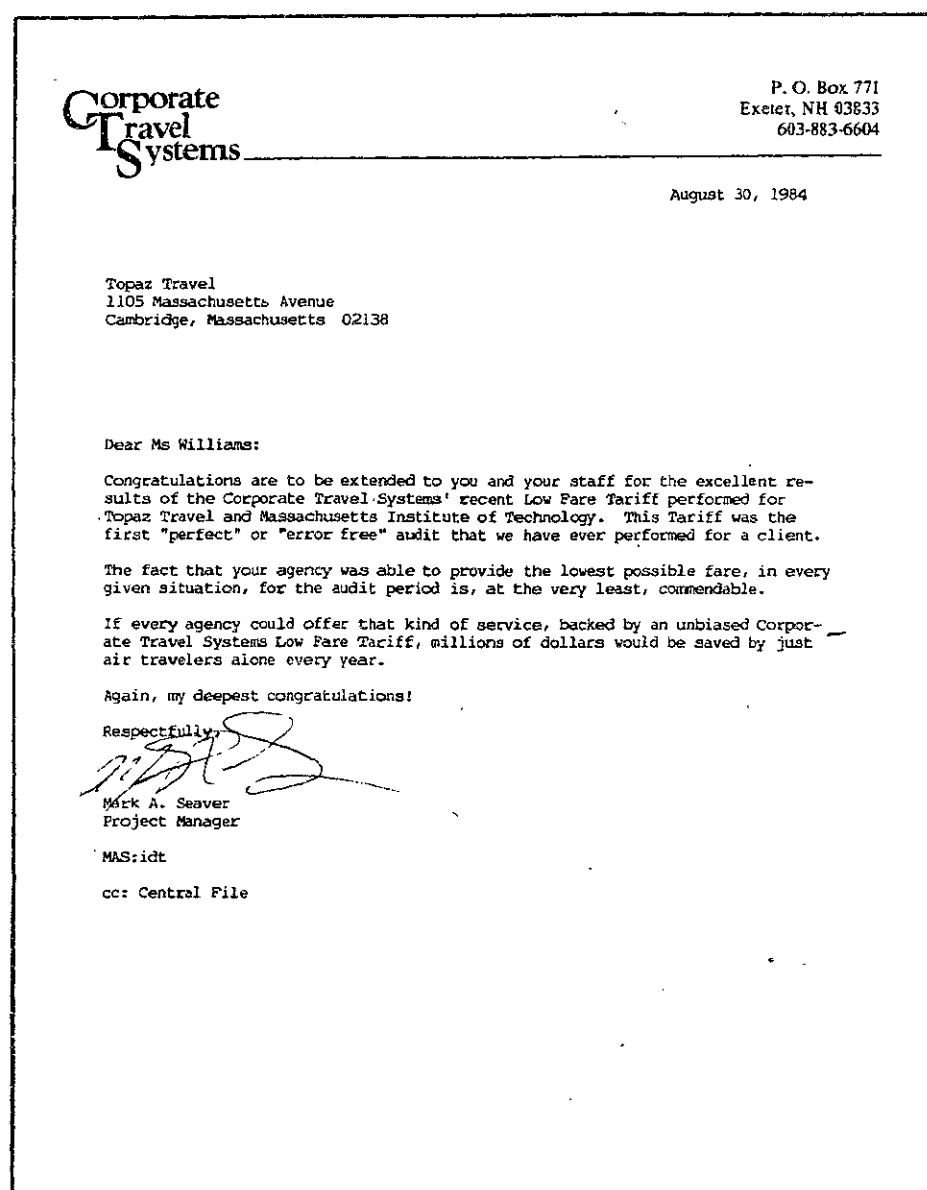 Corporate
Travel
Systems
P. O. Box 771
Exeter, NH 03833
603-883-6604
August 30, 1984
Topaz Travel
1105 Massachusetts Avenue
Cambridge, Massachusetts 02138
Dear Ms Williams:
Congratulations are to be extended to you and your staff for the excellent re-
sults of the Corporate Travel Systems' recent Low Fare Tariff performed for
Topaz Travel and Massachusetts Institute of Technology. This Tariff was the
first "perfect" or "error free" audit that we have ever performed for a client.
The fact that your agency was able to provide the lowest possible fare, in every
given situation, for the audit period is, at the very least, commendable.
If every agency could offer that kind of service, backed by an unbiased Corpor-
ate Travel Systems Low Fare Tariff, millions of dollars would be saved by just
air travelers alone every year.
Again, my deepest congratulations!
Respectfully,
Mark A. Seaver
Project Manager
MAS:idt
cc: Central File